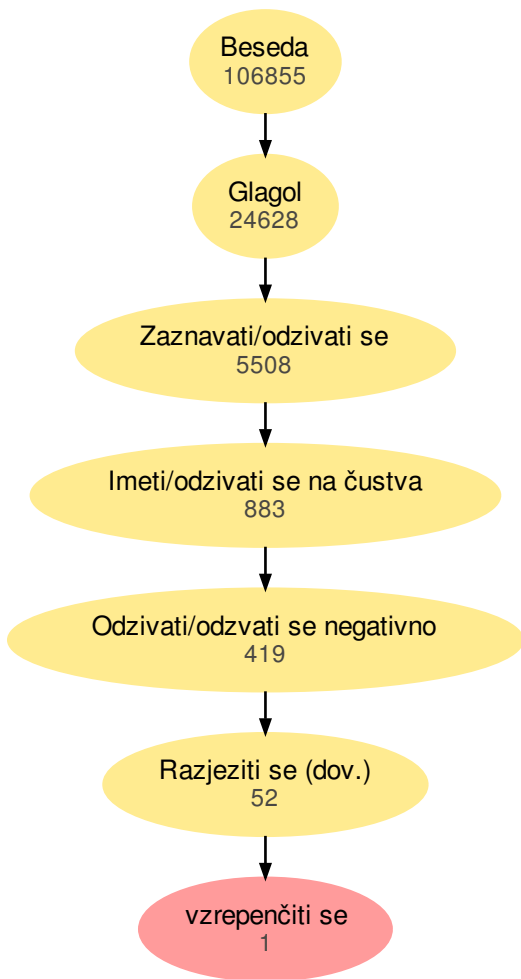 Beseda
106855
Glagol
24628
Zaznavati/odzivati se
5508
Imeti/odzivati se na čustva
883
Odzivati/odzvati se negativno
419
Razjeziti se (dov.)
52
vzrepenčiti se
1